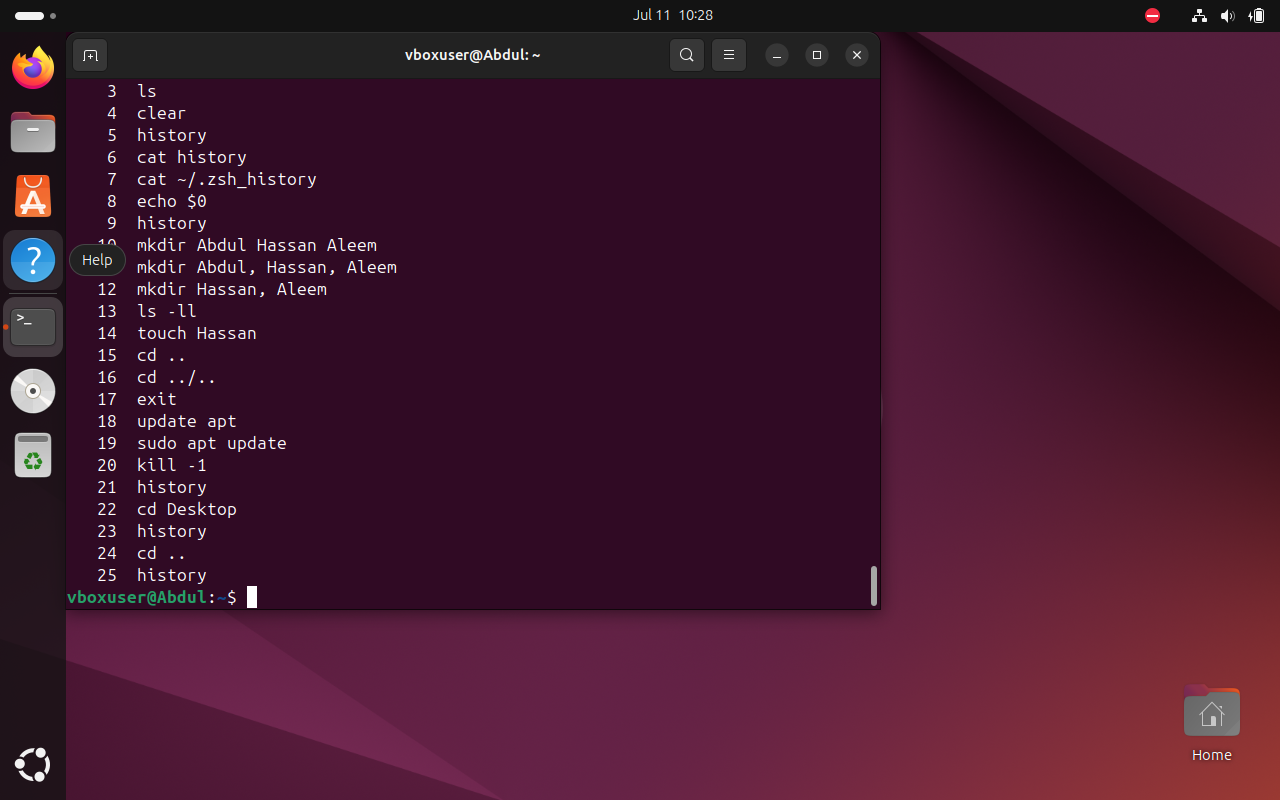 Jul 11 10:28
vboxuser@Abdul: ~
3 ls
4 clear
5 history
6 cat history
7 cat ~/.zsh_history
8 echo $0
9 history
mkdir Abdul Hassan Aleem
Help
mkdir Abdul, Hassan, Aleem
12 mkdir Hassan, Aleem
13 ls -ll
14 touch Hassan
15 cd ..
16 cd ../..
17 exit
18 update apt
19 sudo apt update
20 kill -1
21 history
22 cd Desktop
23 history
24 cd ..
25 history
vboxuser@Abdul:~$
Home